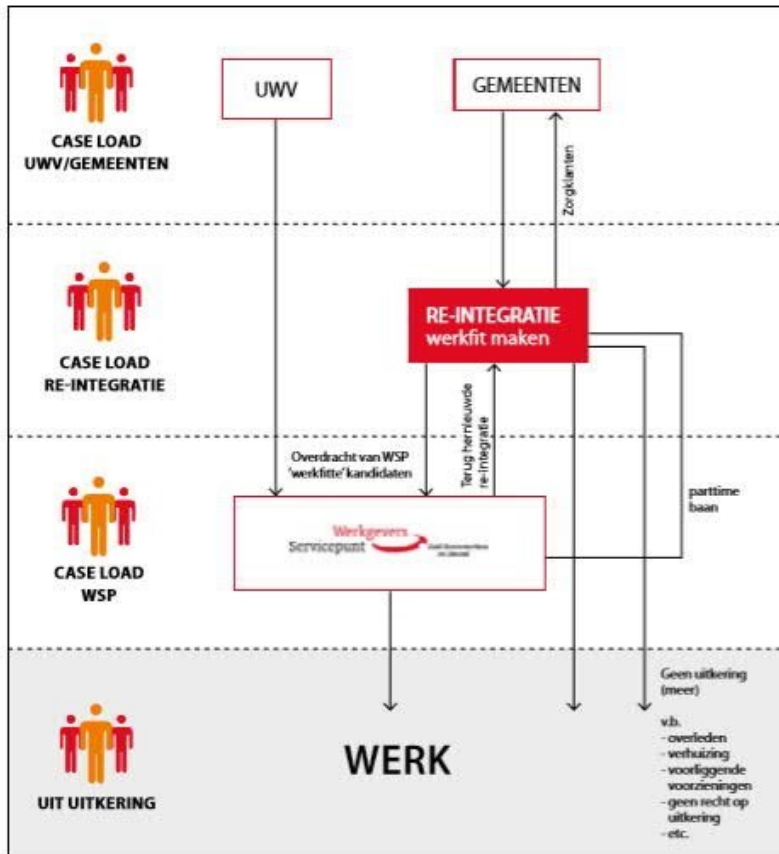 UWV
GEMEENTEN
CASE LOAD
UWV/GEMEENTEN
Zorgklanten
RE-INTEGRATIE
werkfit maken
CASE LOAD
RE-INTEGRATIE
Overdracht van WSP
'werkfitte' kandidaten
Terug hernieuwde
re-integratie
parttime
baan
Werkgevers
Servicepunt
CASE LOAD
WSP
Geen uitkering
(meer)
v.b.
- overleden
- verhuizing
- voorliggende
voorzieningen
- geen recht op
uitkering
- etc.
WERK
UIT UITKERING